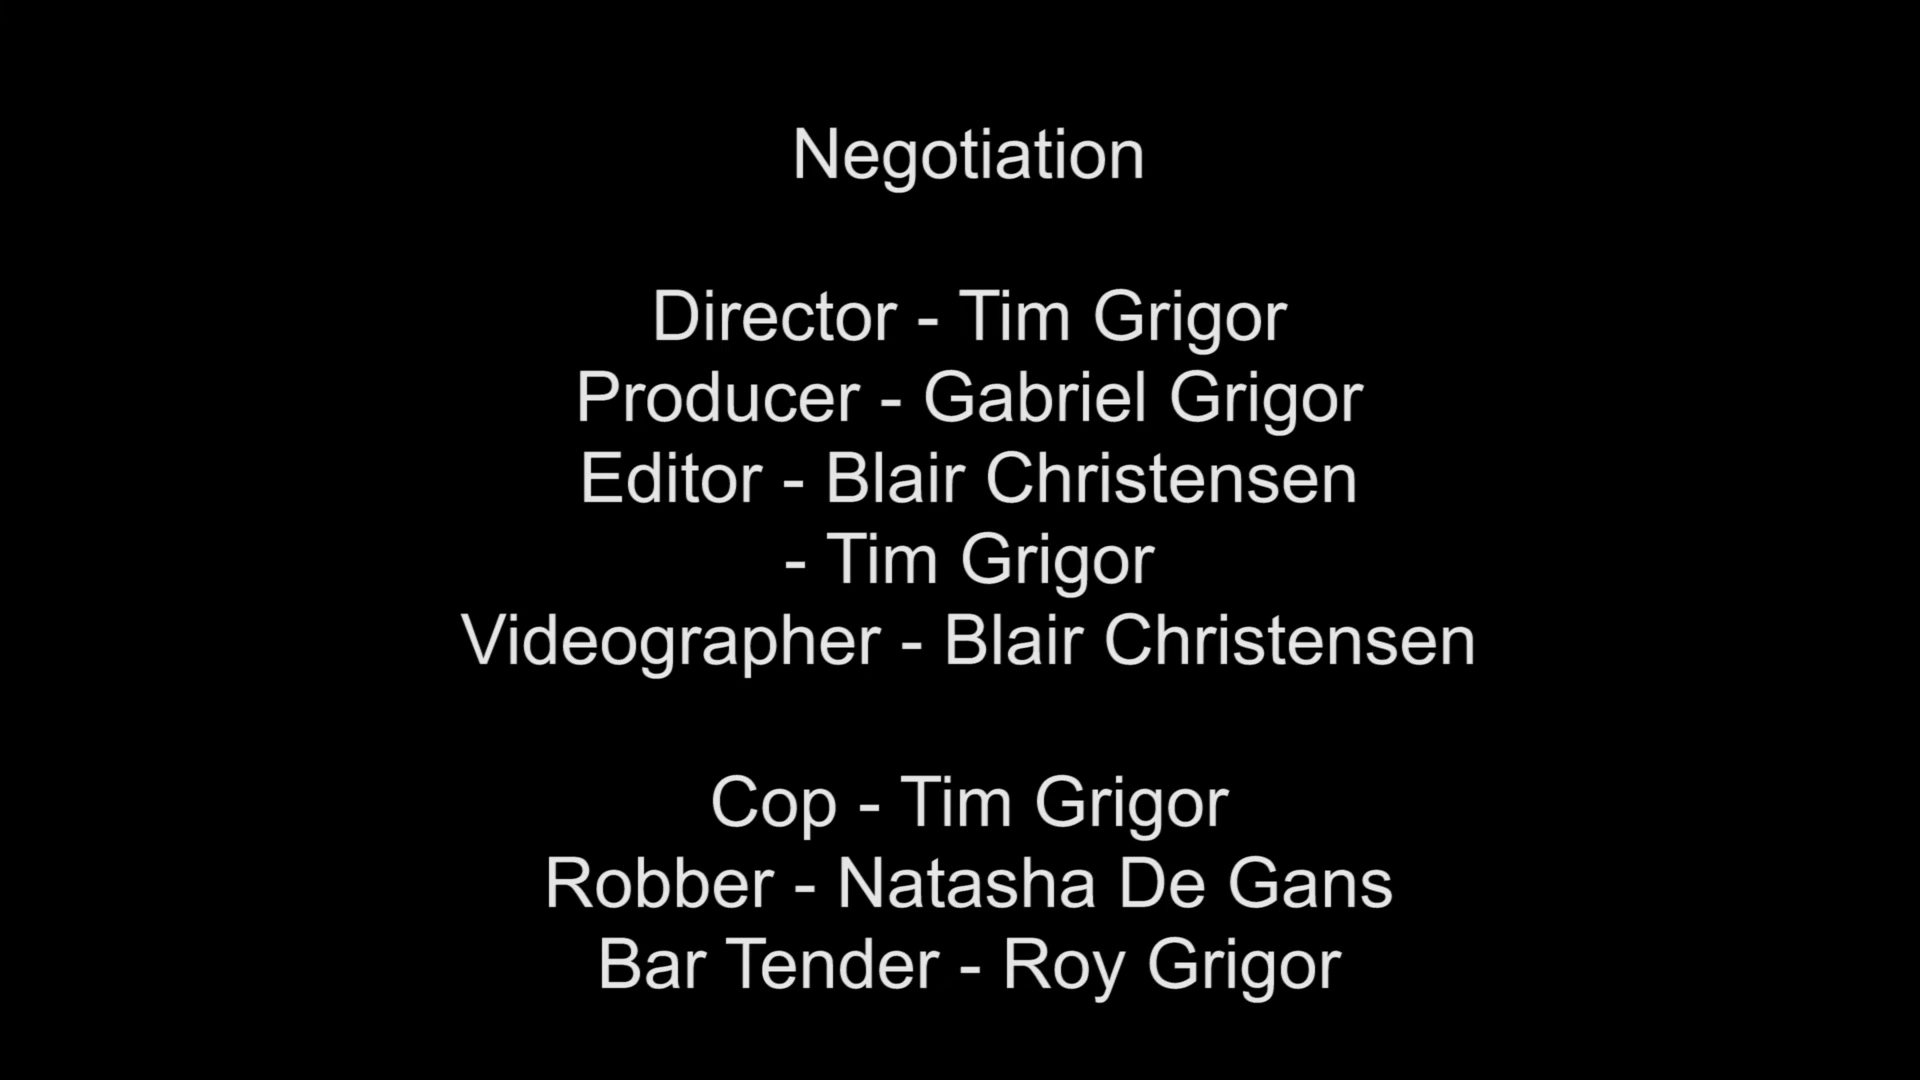 Negotiation
Director - Tim Grigor
Producer - Gabriel Grigor
Editor - Blair Christensen
- Tim Grigor
Videographer - Blair Christensen
Cop - Tim Grigor
Robber - Natasha De Gans
Bar Tender - Roy Grigor